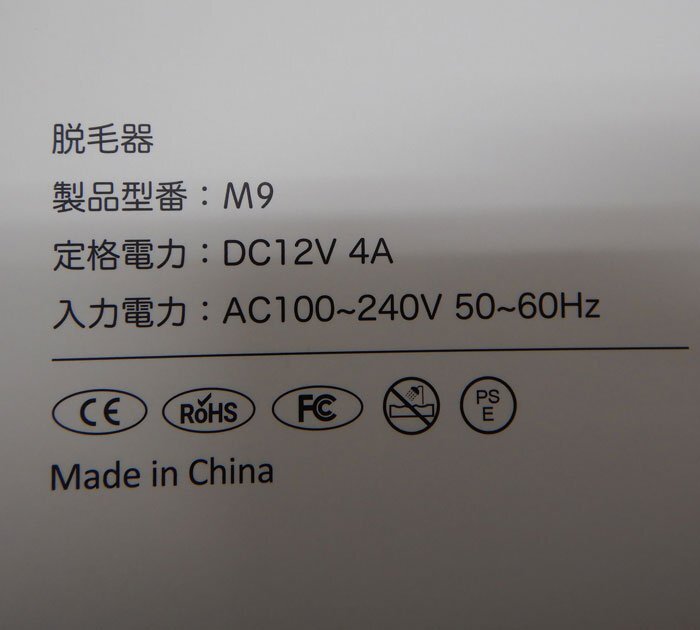 脱毛器
製品型番：M9
定格電力：DC12V 4A
入力電力：AC100~240V 50~60Hz
CE RoHS FC PS E
Made in China